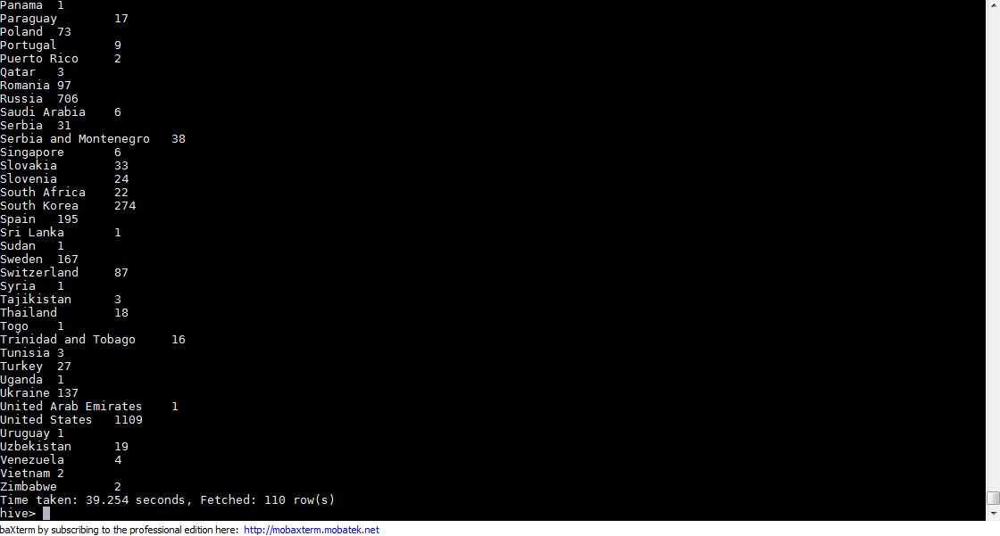 Panama	1
Paraguay	17
Poland	73
Portugal	9
Puerto Rico	2
Qatar	3
Romania	97
Russia	706
Saudi Arabia	6
Serbia	31
Serbia and Montenegro	38
Singapore	6
Slovakia	33
Slovenia	24
South Africa	22
South Korea	274
Spain	195
Sri Lanka	1
Sudan	1
Sweden	167
Switzerland	87
Syria	1
Tajikistan	3
Thailand	18
Togo	1
Trinidad and Tobago	16
Tunisia	3
Turkey	27
Uganda	1
Ukraine	137
United Arab Emirates	1
United States	1109
Uruguay	1
Uzbekistan	19
Venezuela	4
Vietnam	2
Zimbabwe	2
Time taken: 39.254 seconds, Fetched: 110 row(s)
hive>
baXterm by subscribing to the professional edition here: http://mobaxterm.mobatek.net